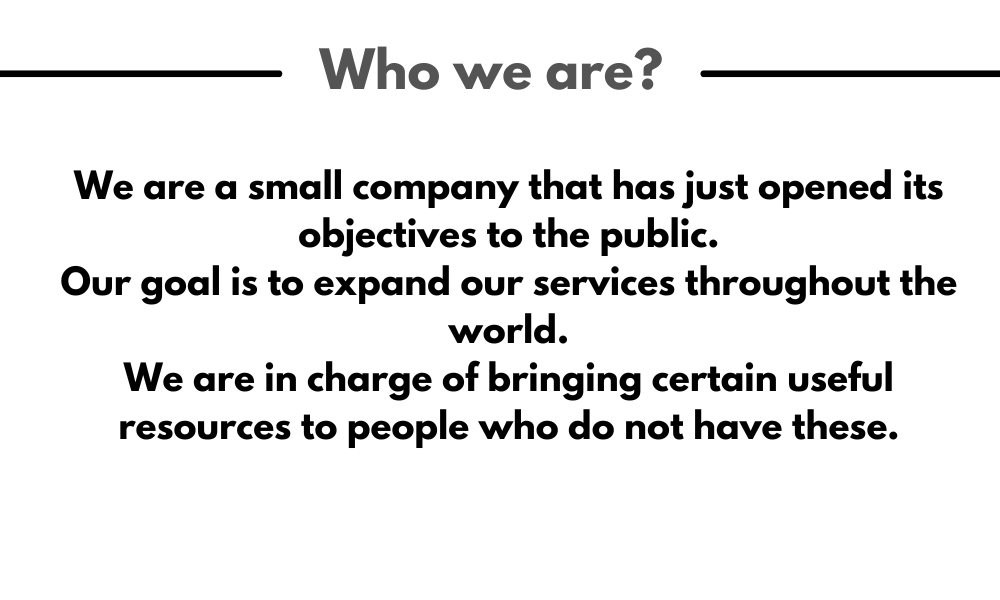 Who we are?
We are a small company that has just opened its
objectives to the public.
Our goal is to expand our services throughout the
world.
We are in charge of bringing certain useful
resources to people who do not have these.